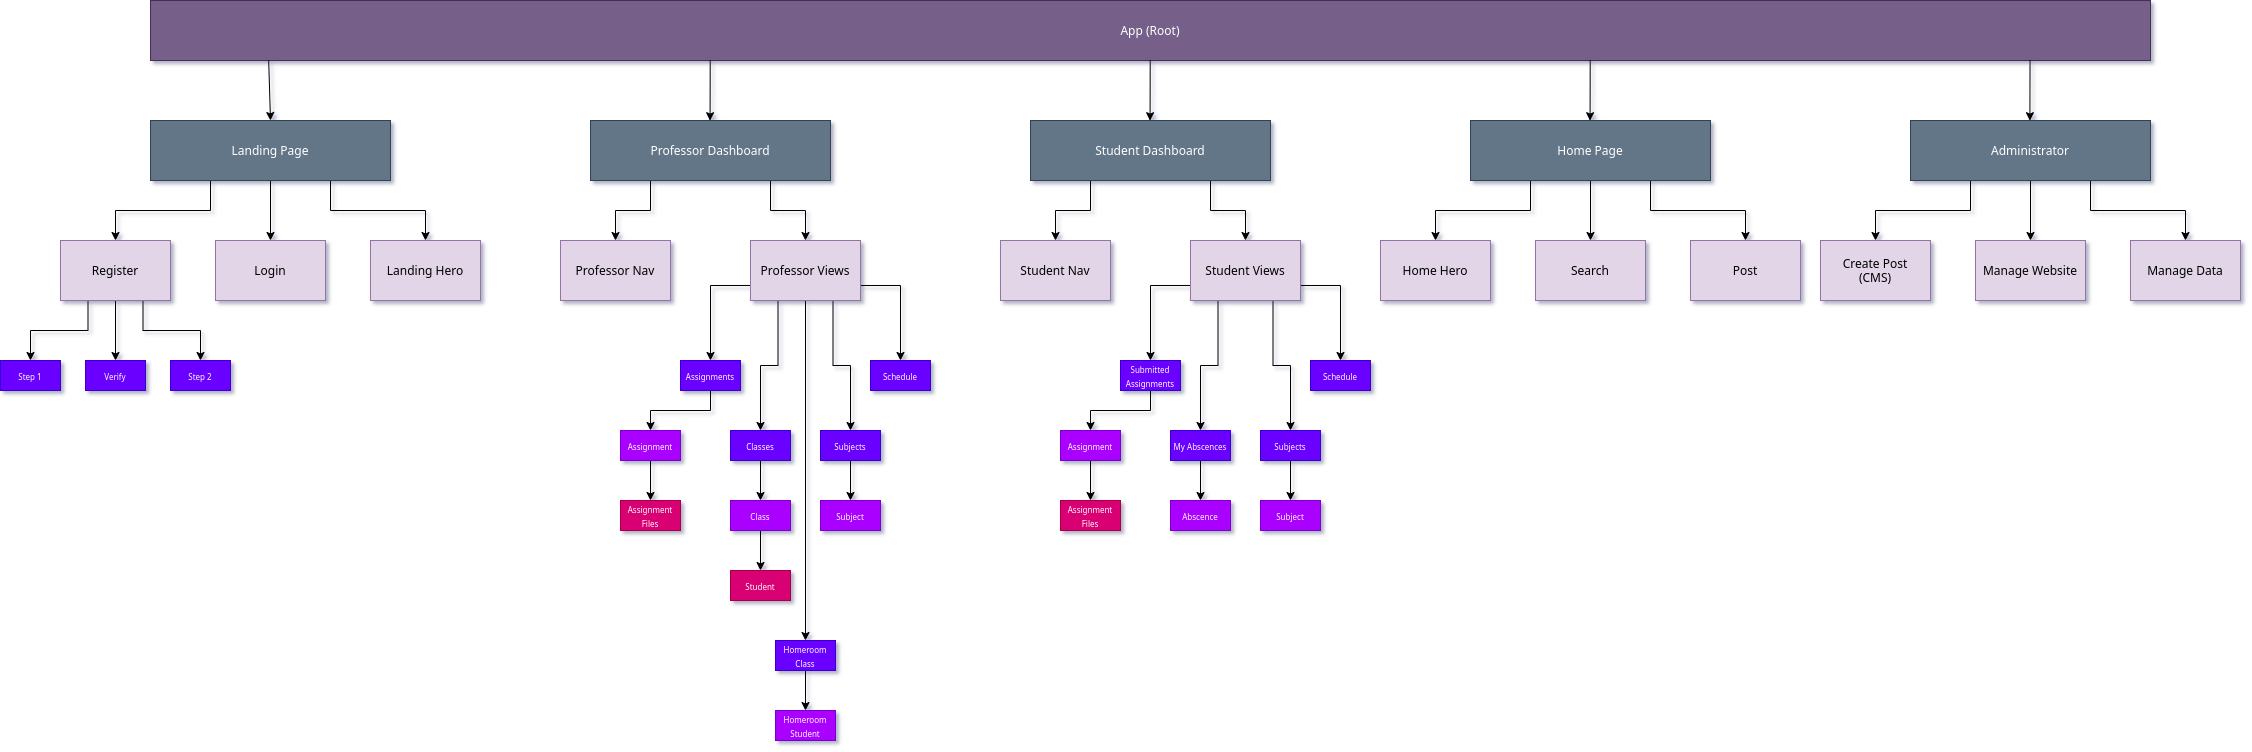 App (Root)
Landing Page
Professor Dashboard
Student Dashboard
Home Page
Administrator
Register
Login
Landing Hero
Professor Nav
Professor Views
Student Nav
Student Views
Home Hero
Search
Post
Create Post
(CMS)
Manage Website
Manage Data
Step 1
Verify
Step 2
Assignments
Schedule
Submitted
Assignments
Schedule
Assignment
Classes
Subjects
Assignment
My Abscences
Subjects
Assignment
Files
Class
Subject
Assignment
Files
Abscence
Subject
Student
Homeroom
Class
Homeroom
Student